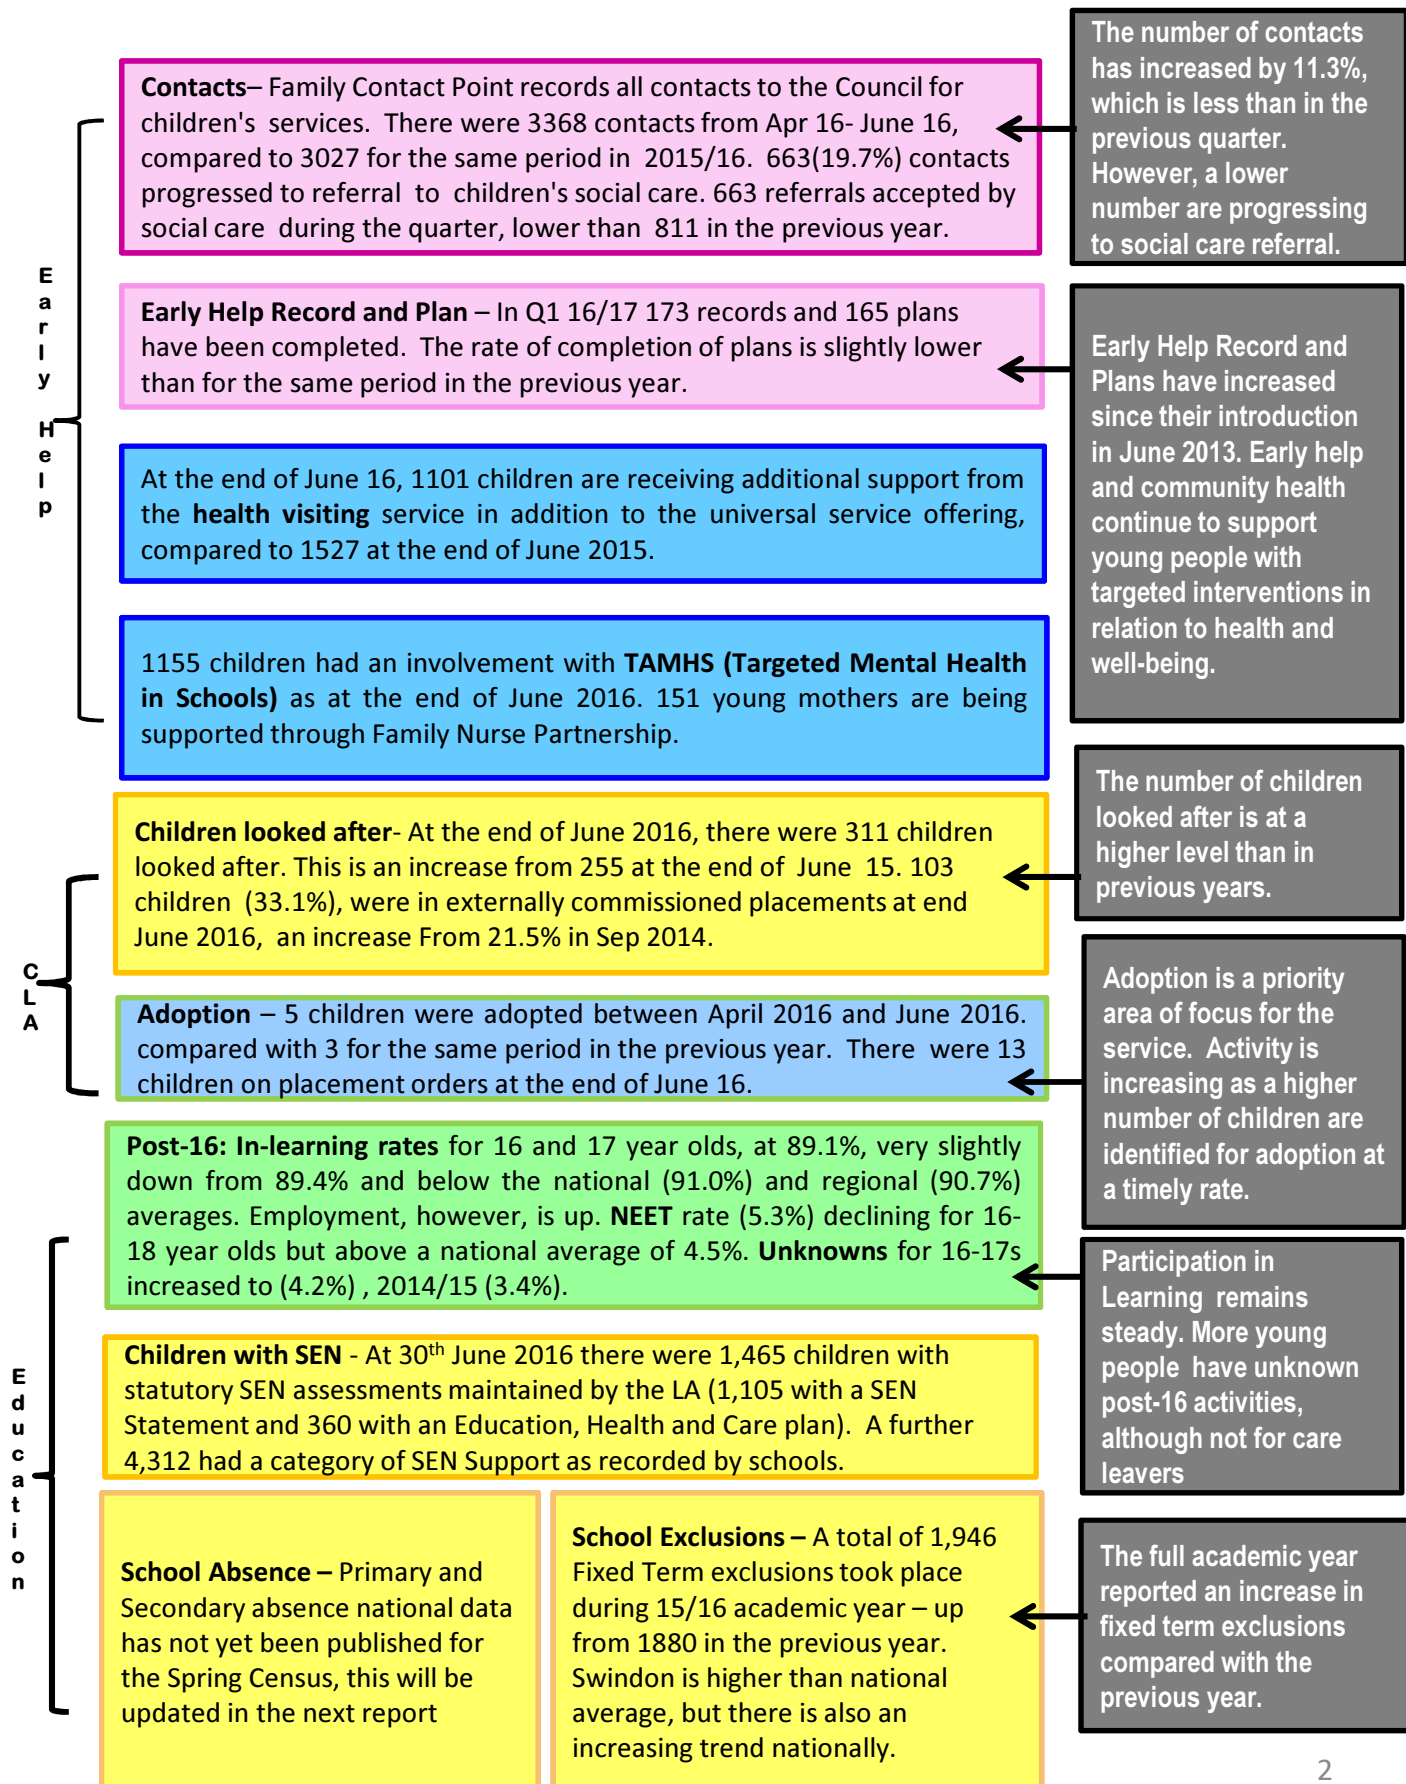 Early Help
Contacts– Family Contact Point records all contacts to the Council for
children's services. There were 3368 contacts from Apr 16- June 16,
compared to 3027 for the same period in 2015/16. 663(19.7%) contacts
progressed to referral to children's social care. 663 referrals accepted by
social care during the quarter, lower than 811 in the previous year.
The number of contacts
has increased by 11.3%,
which is less than in the
previous quarter.
However, a lower
number are progressing
to social care referral.
Early Help Record and Plan – In Q1 16/17 173 records and 165 plans
have been completed. The rate of completion of plans is slightly lower
than for the same period in the previous year.
Early Help Record and
Plans have increased
since their introduction
in June 2013. Early help
and community health
continue to support
young people with
targeted interventions in
relation to health and
well-being.
At the end of June 16, 1101 children are receiving additional support from
the health visiting service in addition to the universal service offering,
compared to 1527 at the end of June 2015.
1155 children had an involvement with TAMHS (Targeted Mental Health
in Schools) as at the end of June 2016. 151 young mothers are being
supported through Family Nurse Partnership.
CLA
Children looked after- At the end of June 2016, there were 311 children
looked after. This is an increase from 255 at the end of June 15. 103
children (33.1%), were in externally commissioned placements at end
June 2016, an increase From 21.5% in Sep 2014.
The number of children
looked after is at a
higher level than in
previous years.
Adoption – 5 children were adopted between April 2016 and June 2016.
compared with 3 for the same period in the previous year. There were 13
children on placement orders at the end of June 16.
Adoption is a priority
area of focus for the
service. Activity is
increasing as a higher
number of children are
identified for adoption at
a timely rate.
Education
Post-16: In-learning rates for 16 and 17 year olds, at 89.1%, very slightly
down from 89.4% and below the national (91.0%) and regional (90.7%)
averages. Employment, however, is up. NEET rate (5.3%) declining for 16-
18 year olds but above a national average of 4.5%. Unknowns for 16-17s
increased to (4.2%) , 2014/15 (3.4%).
Participation in
Learning remains
steady. More young
people have unknown
post-16 activities,
although not for care
leavers
Children with SEN - At 30th June 2016 there were 1,465 children with
statutory SEN assessments maintained by the LA (1,105 with a SEN
Statement and 360 with an Education, Health and Care plan). A further
4,312 had a category of SEN Support as recorded by schools.
School Absence – Primary and
Secondary absence national data
has not yet been published for
the Spring Census, this will be
updated in the next report
School Exclusions – A total of 1,946
Fixed Term exclusions took place
during 15/16 academic year – up
from 1880 in the previous year.
Swindon is higher than national
average, but there is also an
increasing trend nationally.
The full academic year
reported an increase in
fixed term exclusions
compared with the
previous year.
2